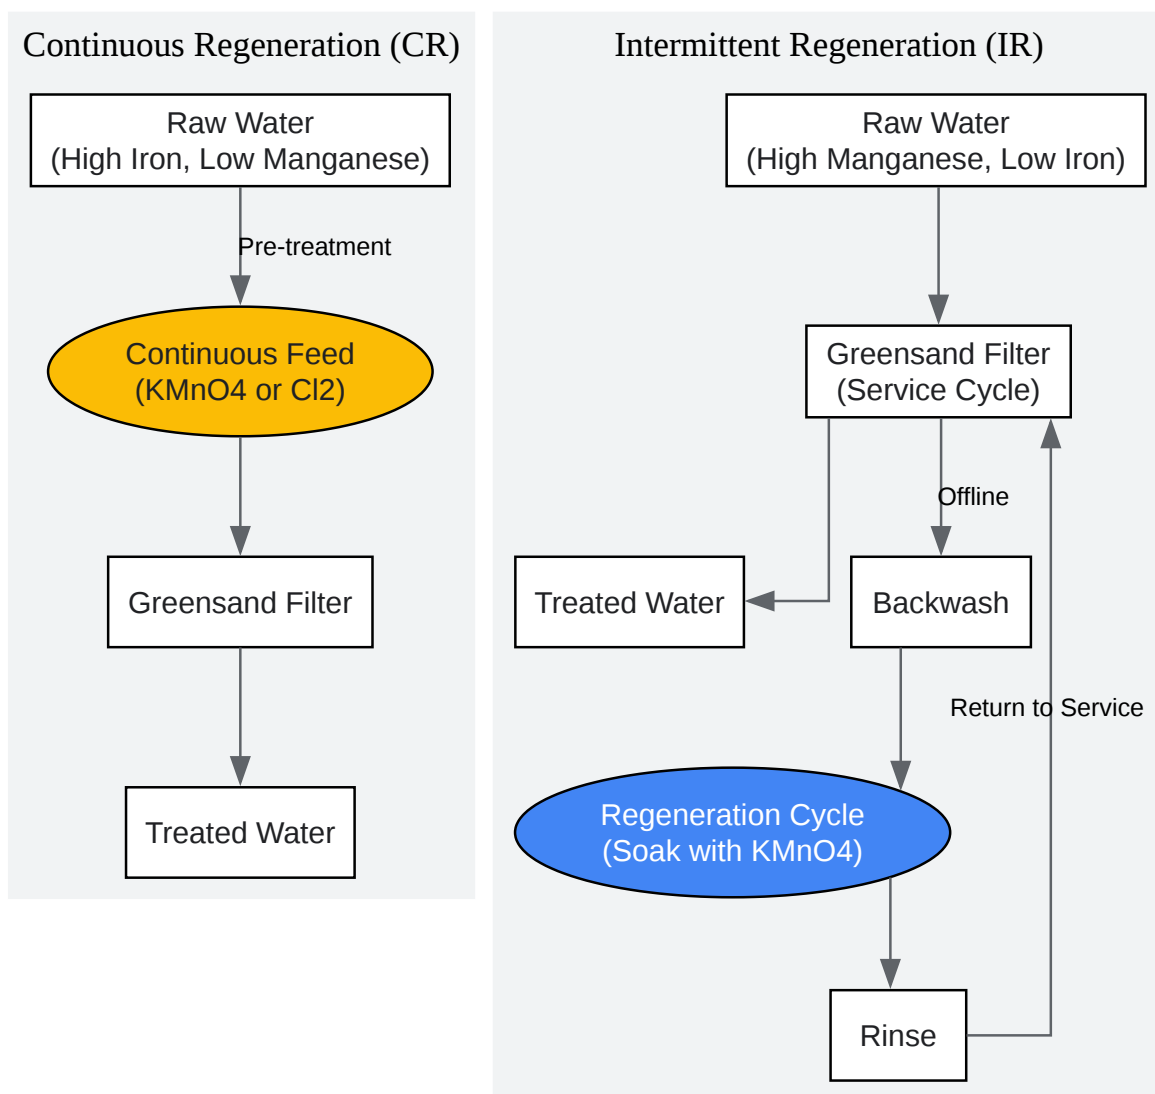 Continuous Regeneration (CR)
Raw Water
(High Iron, Low Manganese)
Pre-treatment
Continuous Feed
(KMnO4 or Cl2)
Greensand Filter
Treated Water
Intermittent Regeneration (IR)
Raw Water
(High Manganese, Low Iron)
Greensand Filter
(Service Cycle)
Offline
Treated Water
Backwash
Return to Service
Regeneration Cycle
(Soak with KMnO4)
Rinse